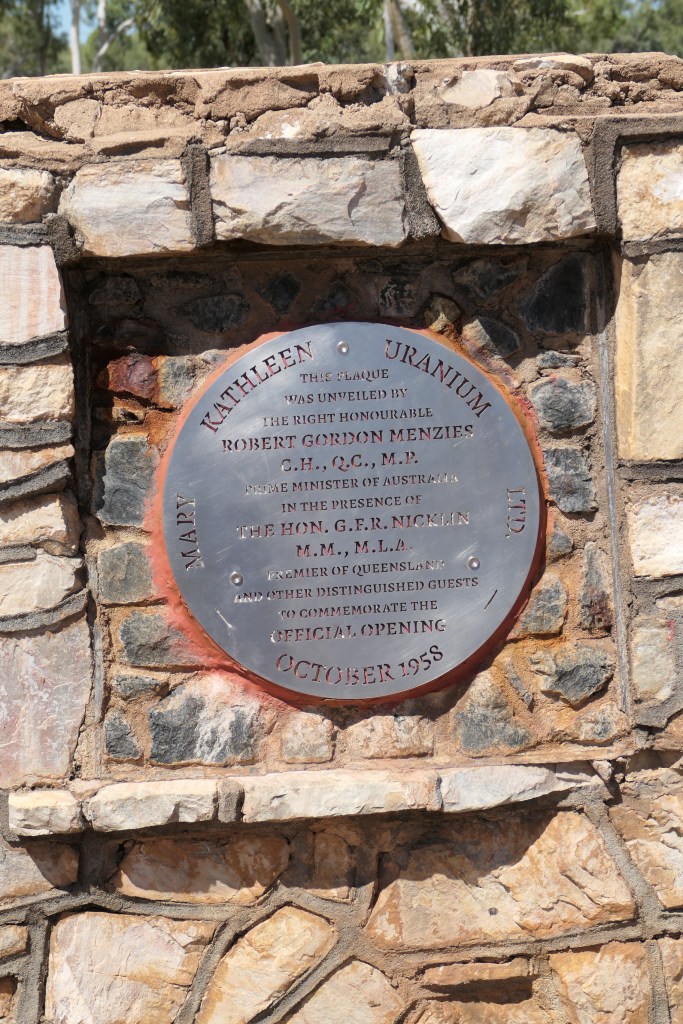 MARY KATHLEEN URANIUM LTD.
THIS PLAQUE
WAS UNVEILED BY
THE RIGHT HONOURABLE
ROBERT GORDON MENZIES
C.H., Q.C., M.P.
PRIME MINISTER OF AUSTRALIA
IN THE PRESENCE OF
THE HON. G.F.R. NICKLIN
M.M., M.L.A.
PREMIER OF QUEENSLAND
AND OTHER DISTINGUISHED GUESTS
TO COMMEMORATE THE
OFFICIAL OPENING
OCTOBER 1958